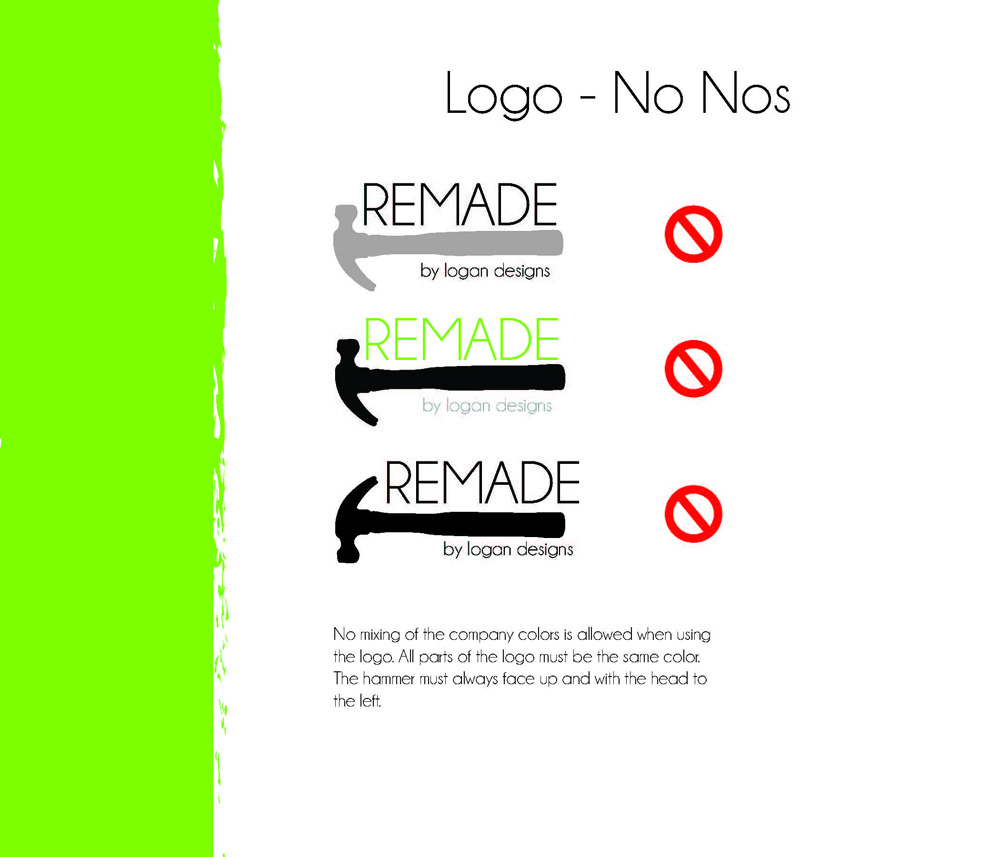 Logo - No Nos
REMADE
by logan designs
REMADE
by logan designs
REMADE
by logan designs
No mixing of the company colors is allowed when using
the logo. All parts of the logo must be the same color.
The hammer must always face up and with the head to
the left.